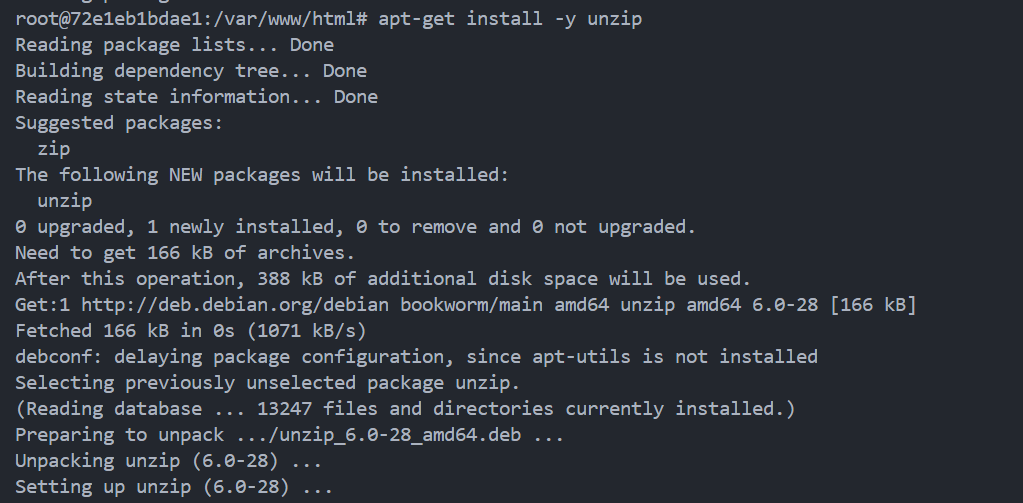 root@72e1eb1bdae1:/var/www/html# apt-get install -y unzip
Reading package lists... Done
Building dependency tree... Done
Reading state information... Done
Suggested packages:
  zip
The following NEW packages will be installed:
  unzip
0 upgraded, 1 newly installed, 0 to remove and 0 not upgraded.
Need to get 166 kB of archives.
After this operation, 388 kB of additional disk space will be used.
Get:1 http://deb.debian.org/debian bookworm/main amd64 unzip amd64 6.0-28 [166 kB]
Fetched 166 kB in 0s (1071 kB/s)
debconf: delaying package configuration, since apt-utils is not installed
Selecting previously unselected package unzip.
(Reading database ... 13247 files and directories currently installed.)
Preparing to unpack .../unzip_6.0-28_amd64.deb ...
Unpacking unzip (6.0-28) ...
Setting up unzip (6.0-28) ...